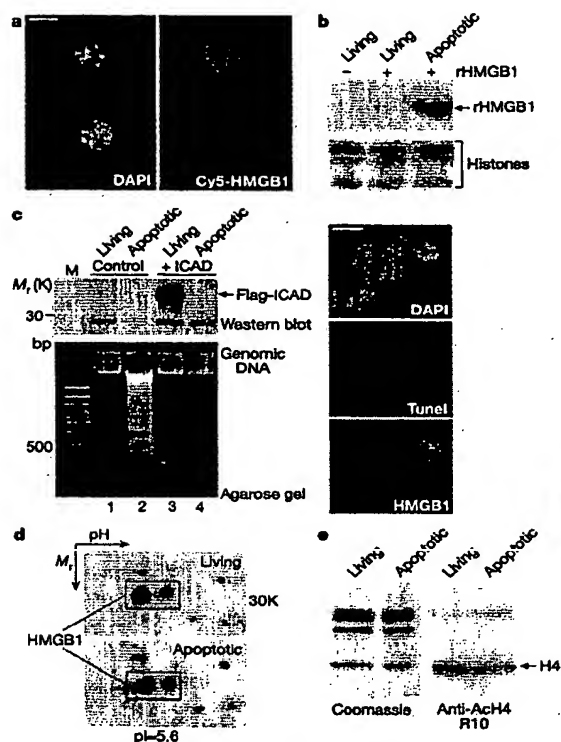 a
DAPI
Cy5-HMGB1
b
Living
Living
Apoptotic
– + + rHMGB1
rHMGB1
Histones
c
Living
Apoptotic
Living
Apoptotic
M Control + ICAD
Mr (K)
Flag-ICAD
30
Western blot
bp
Genomic
DNA
500
Agarose gel
1 2 3 4
DAPI
Tunel
HMGB1
d
pH
Mr
Living
30K
HMGB1
Apoptotic
pI–5.6
e
Living
Apoptotic
Living
Apoptotic
H4
Coomassie
Anti-AcH4
R10